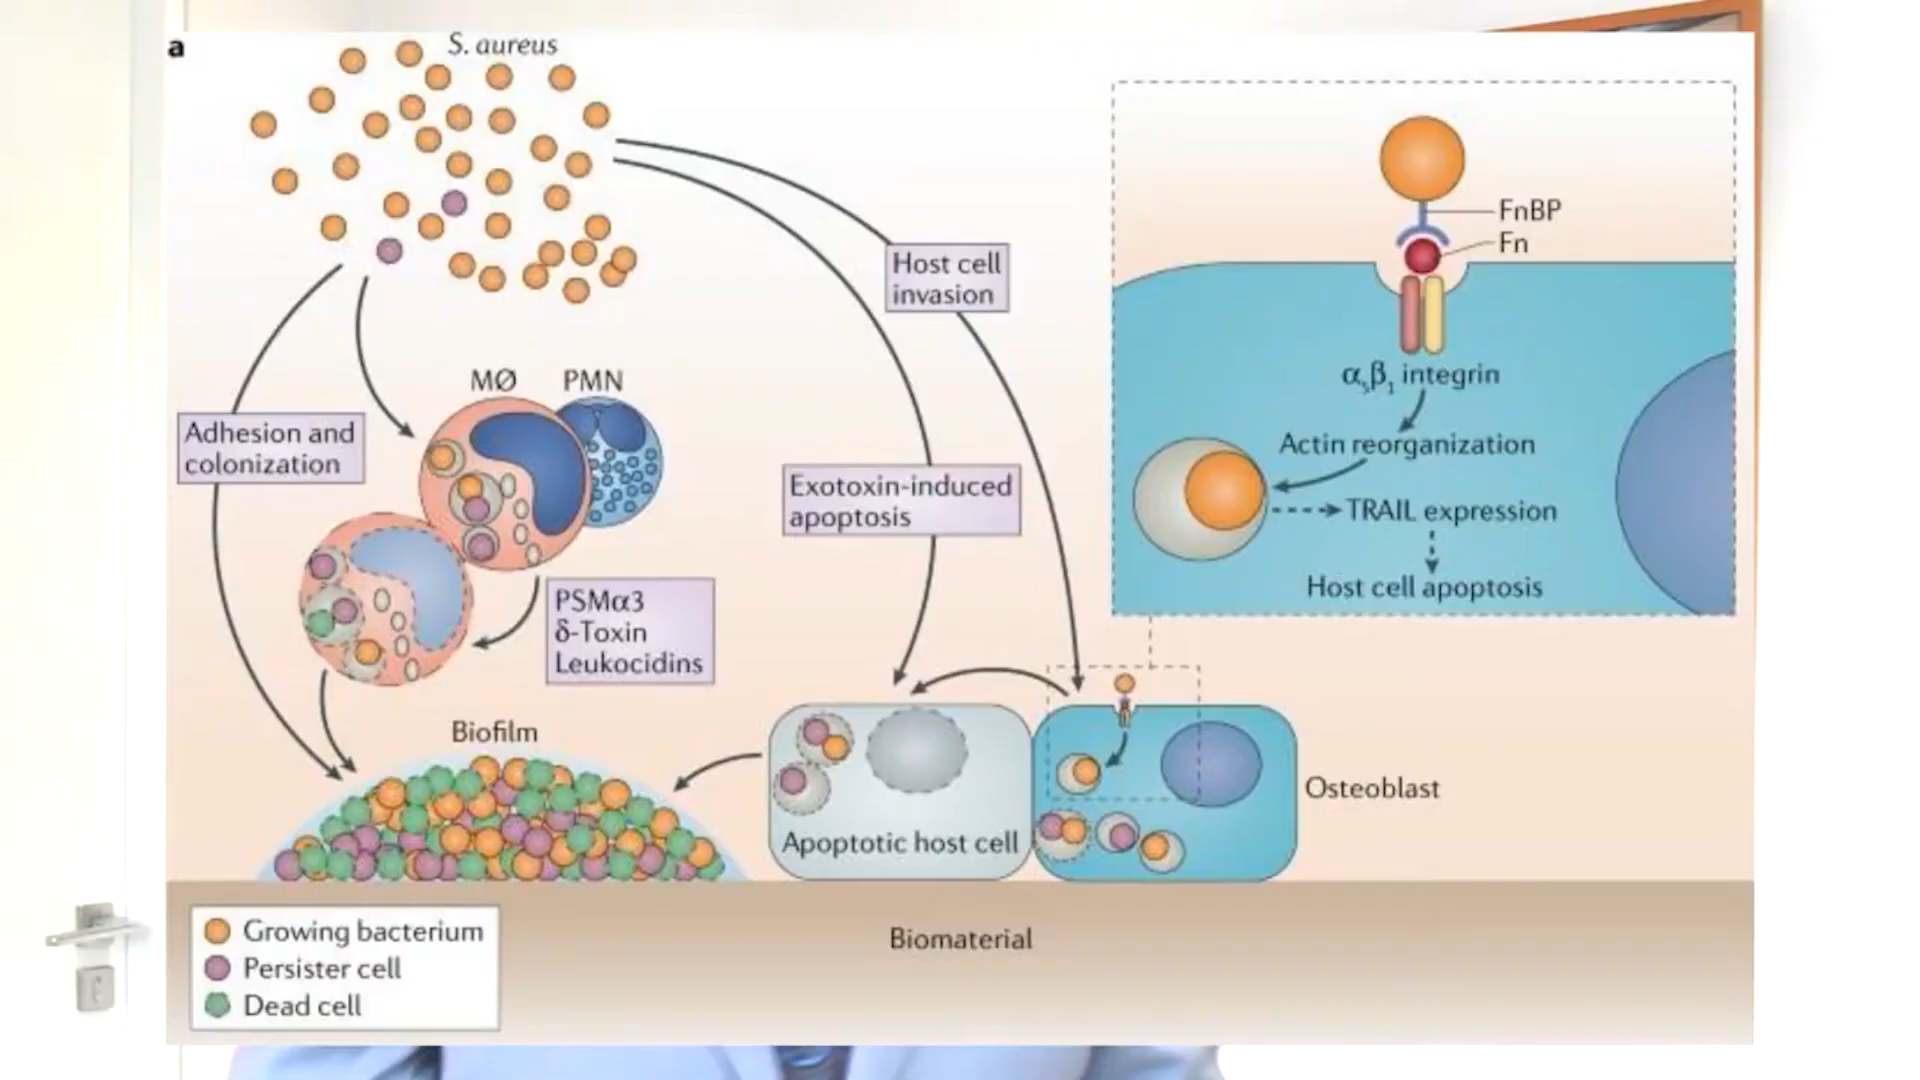 a
S. aureus
FnBP
Fn
Host cell
invasion
α₅β₁ integrin
MØ
PMN
Adhesion and
colonization
Actin reorganization
Exotoxin-induced
apoptosis
TRAIL expression
Host cell apoptosis
PSMα3
δ-Toxin
Leukocidins
Biofilm
Osteoblast
Apoptotic host cell
Growing bacterium
Persister cell
Dead cell
Biomaterial